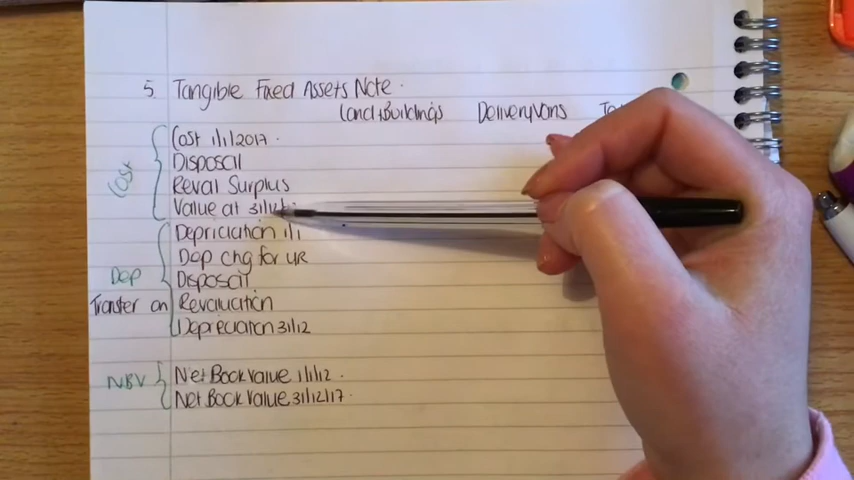 5 Tangible Fixed Assets Note.
Land+Buildings Delivery Vans
Cost 1/1/2017.
Disposal
Reval Surplus
Value at 31/12
Cost
Depriciation 1/1
Dep chg for UR
Disposal
Transfer on Revaluation
Depreciation 31/12
Dep
Net Book Value 1/1/12.
Net Book Value 31/12/17.
NBV